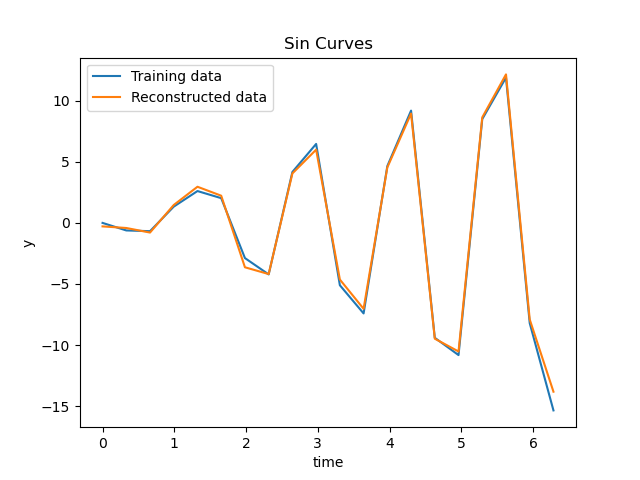 Sin Curves
Training data
Reconstructed data
10
5
0
−5
−10
−15
y
0 1 2 3 4 5 6
time